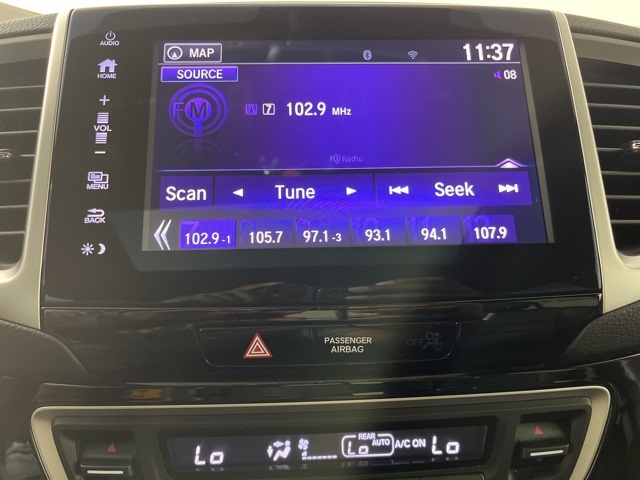 AUDIO
MAP
11:37
HOME
SOURCE
08
FM
7 102.9 MHz
VOL
HD Radio
MENU
Scan Tune Seek
BACK
102.9-1 105.7 97.1-3 93.1 94.1 107.9
PASSENGER
AIRBAG
OFF
REAR
Lo Lo AUTO A/C ON Lo